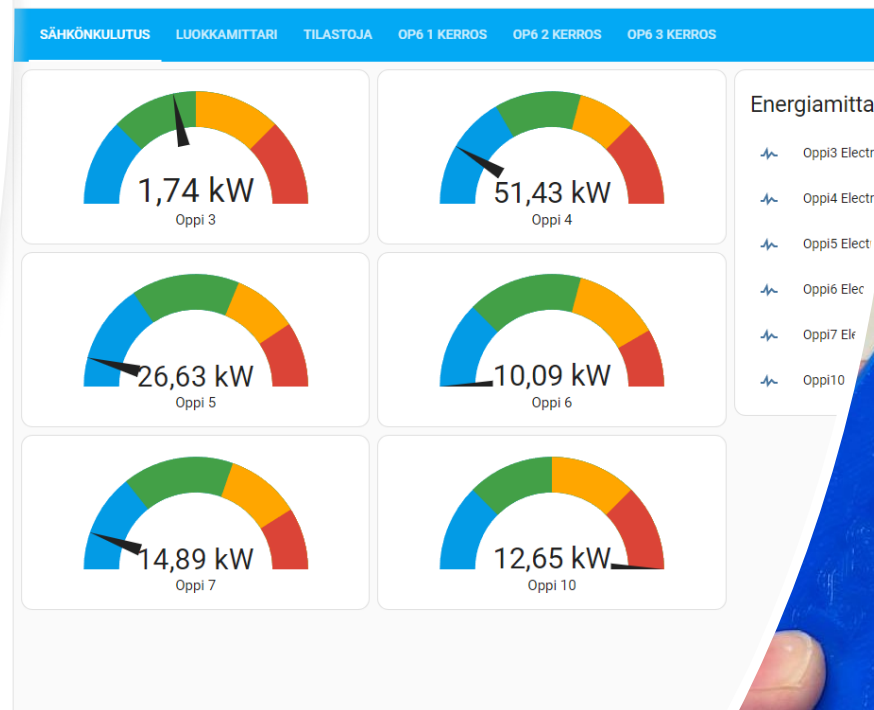 SÄHKÖNKULUTUS LUOKKAMITTARI TILASTOJA OP6 1 KERROS OP6 2 KERROS OP6 3 KERROS
1,74 kW
Oppi 3
51,43 kW
Oppi 4
26,63 kW
Oppi 5
10,09 kW
Oppi 6
14,89 kW
Oppi 7
12,65 kW
Oppi 10
Energiamitta
Oppi3 Electr
Oppi4 Electr
Oppi5 Elect
Oppi6 Elec
Oppi7 Ele
Oppi10